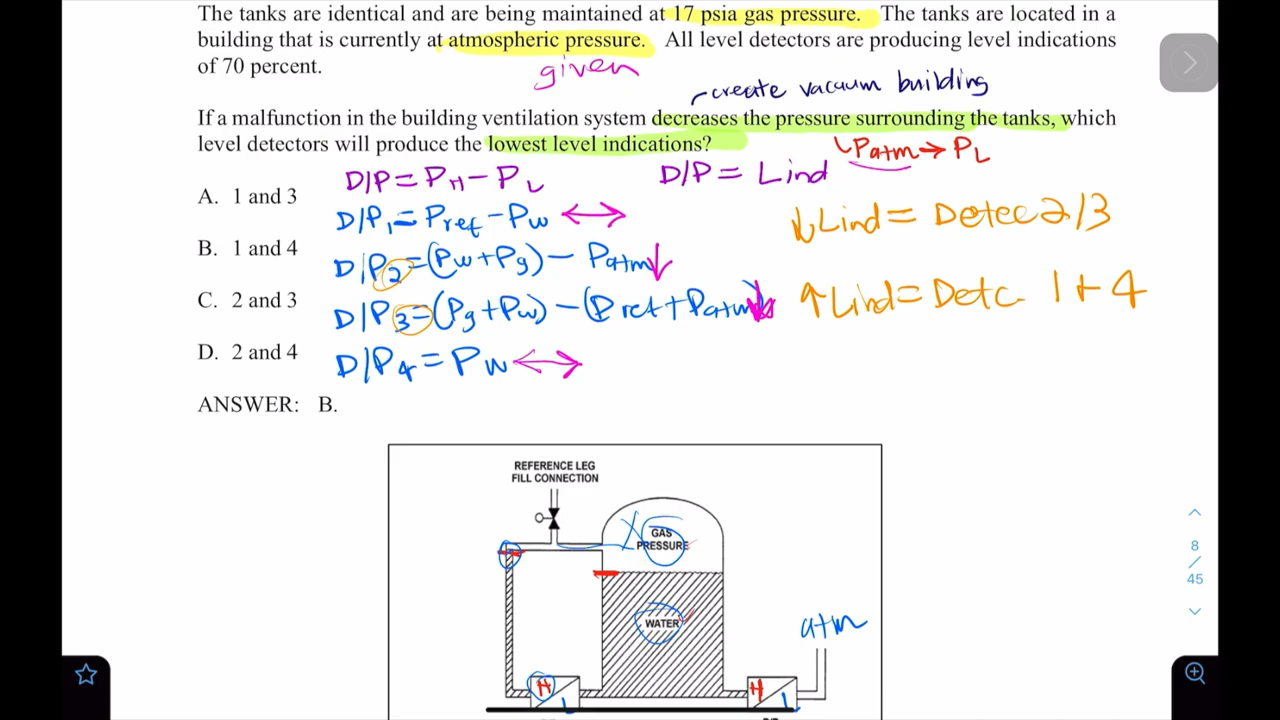 The tanks are identical and are being maintained at 17 psia gas pressure. The tanks are located in a
building that is currently at atmospheric pressure. All level detectors are producing level indications
of 70 percent.
given
create vacuum building
If a malfunction in the building ventilation system decreases the pressure surrounding the tanks, which
level detectors will produce the lowest level indications?
Patm → PL
D/P = PH - PL
D/P = Lind
A. 1 and 3
D/P1 = Pref - Pw ↔
↓Lind = Detec 2/3
B. 1 and 4
D/P2 = (Pw + Pg) - Patm↓
C. 2 and 3
D/P3 = (Pg + Pw) - (Pref + Patm)↓
↑Lind = Detc 1 + 4
D. 2 and 4
D/P4 = Pw ↔
ANSWER: B.
REFERENCE LEG
FILL CONNECTION
GAS
PRESSURE
WATER
atm
H
L
H
L
8
/
45